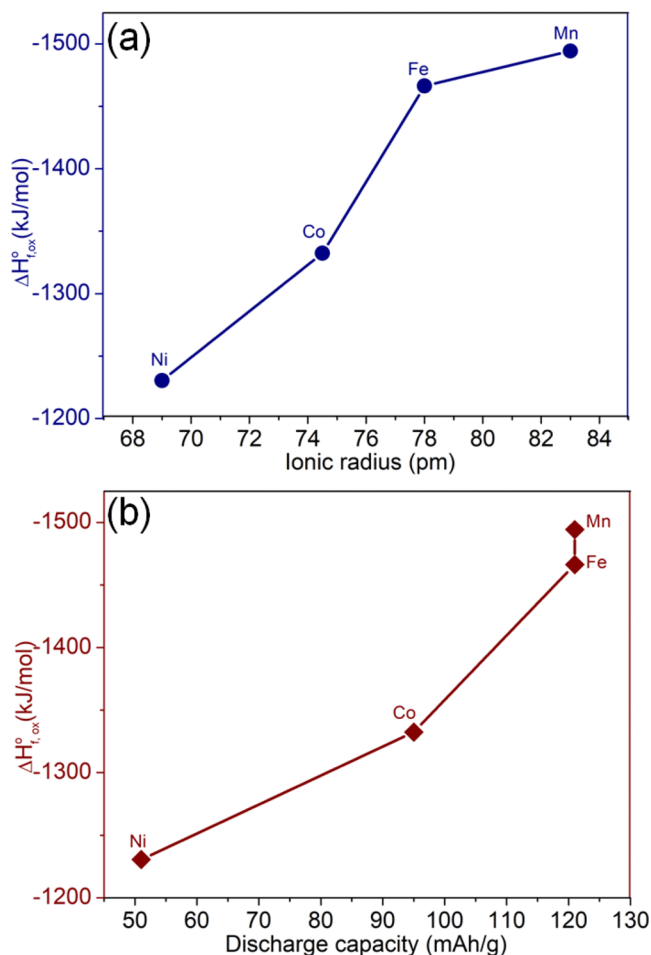 (a)
-1500
-1400
-1300
-1200
ΔH°f,ox(kJ/mol)
Ni
Co
Fe
Mn
68 70 72 74 76 78 80 82 84
Ionic radius (pm)
(b)
-1500
-1400
-1300
-1200
ΔH°f, ox(kJ/mol)
Ni
Co
Mn
Fe
50 60 70 80 90 100 110 120 130
Discharge capacity (mAh/g)